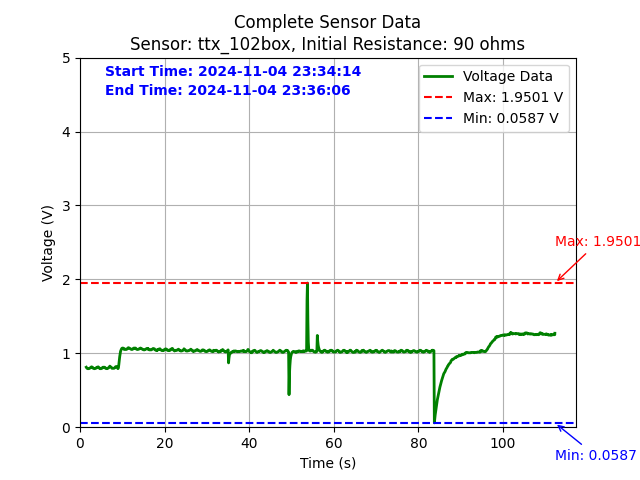 Complete Sensor Data
Sensor: ttx_102box, Initial Resistance: 90 ohms
Start Time: 2024-11-04 23:34:14
End Time: 2024-11-04 23:36:06
Voltage Data
Max: 1.9501 V
Min: 0.0587 V
5
4
3
2
1
0
Voltage (V)
Max: 1.9501
Min: 0.0587
0 20 40 60 80 100
Time (s)